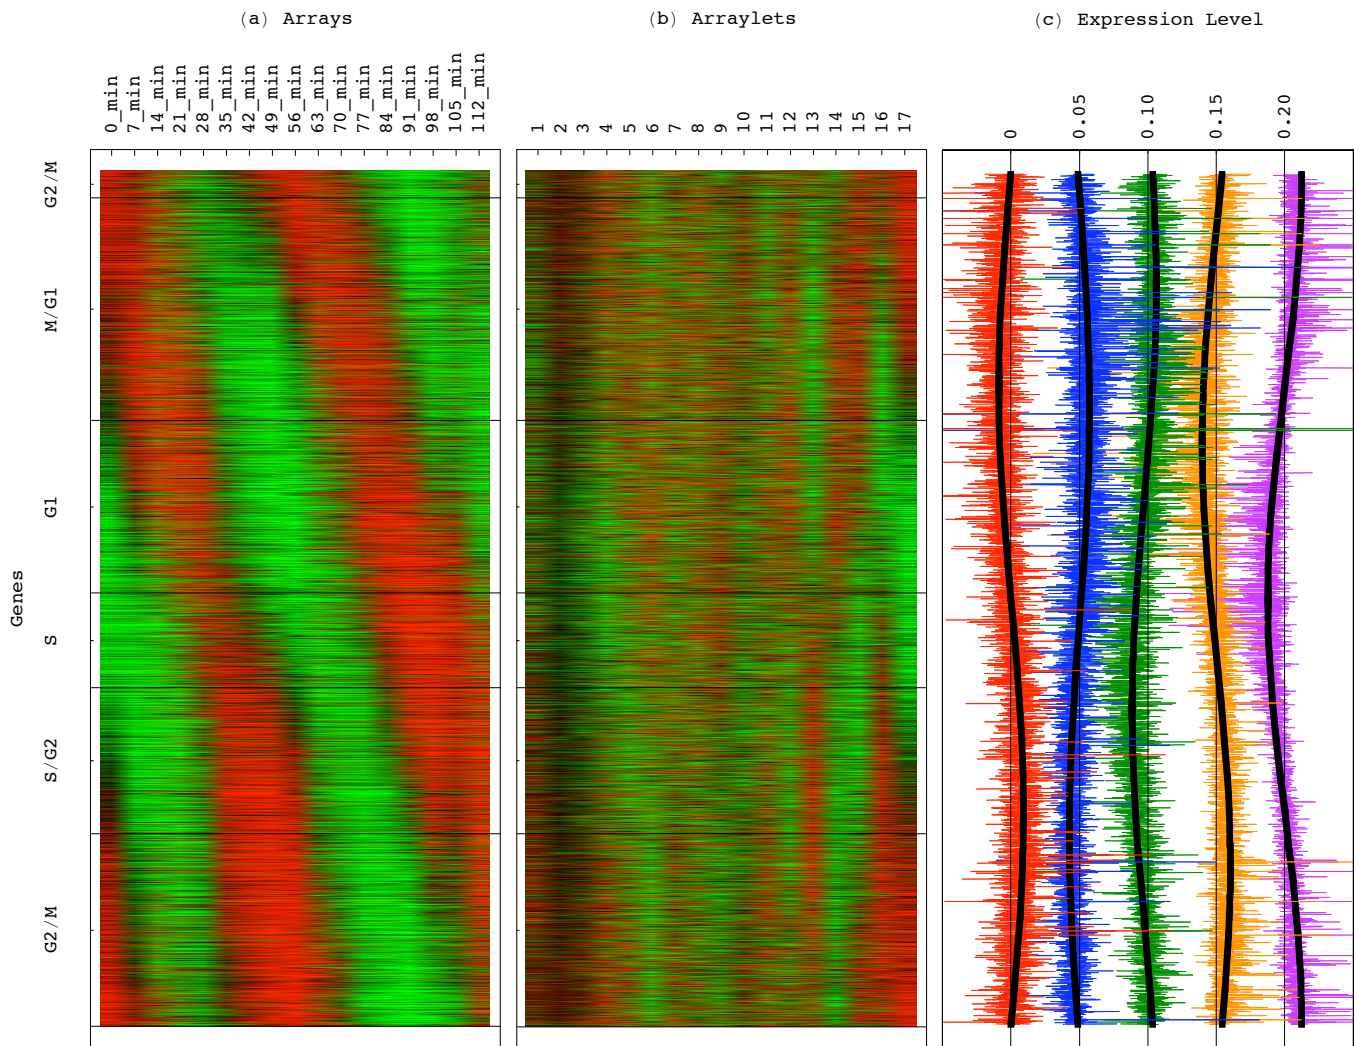 (a) Arrays
(b) Arraylets
(c) Expression Level
0_min
7_min
14_min
21_min
28_min
35_min
42_min
49_min
56_min
63_min
70_min
77_min
84_min
91_min
98_min
105_min
112_min
1
2
3
4
5
6
7
8
9
10
11
12
13
14
15
16
17
0
0.05
0.10
0.15
0.20
Genes
G2/M
M/G1
G1
S
S/G2
G2/M